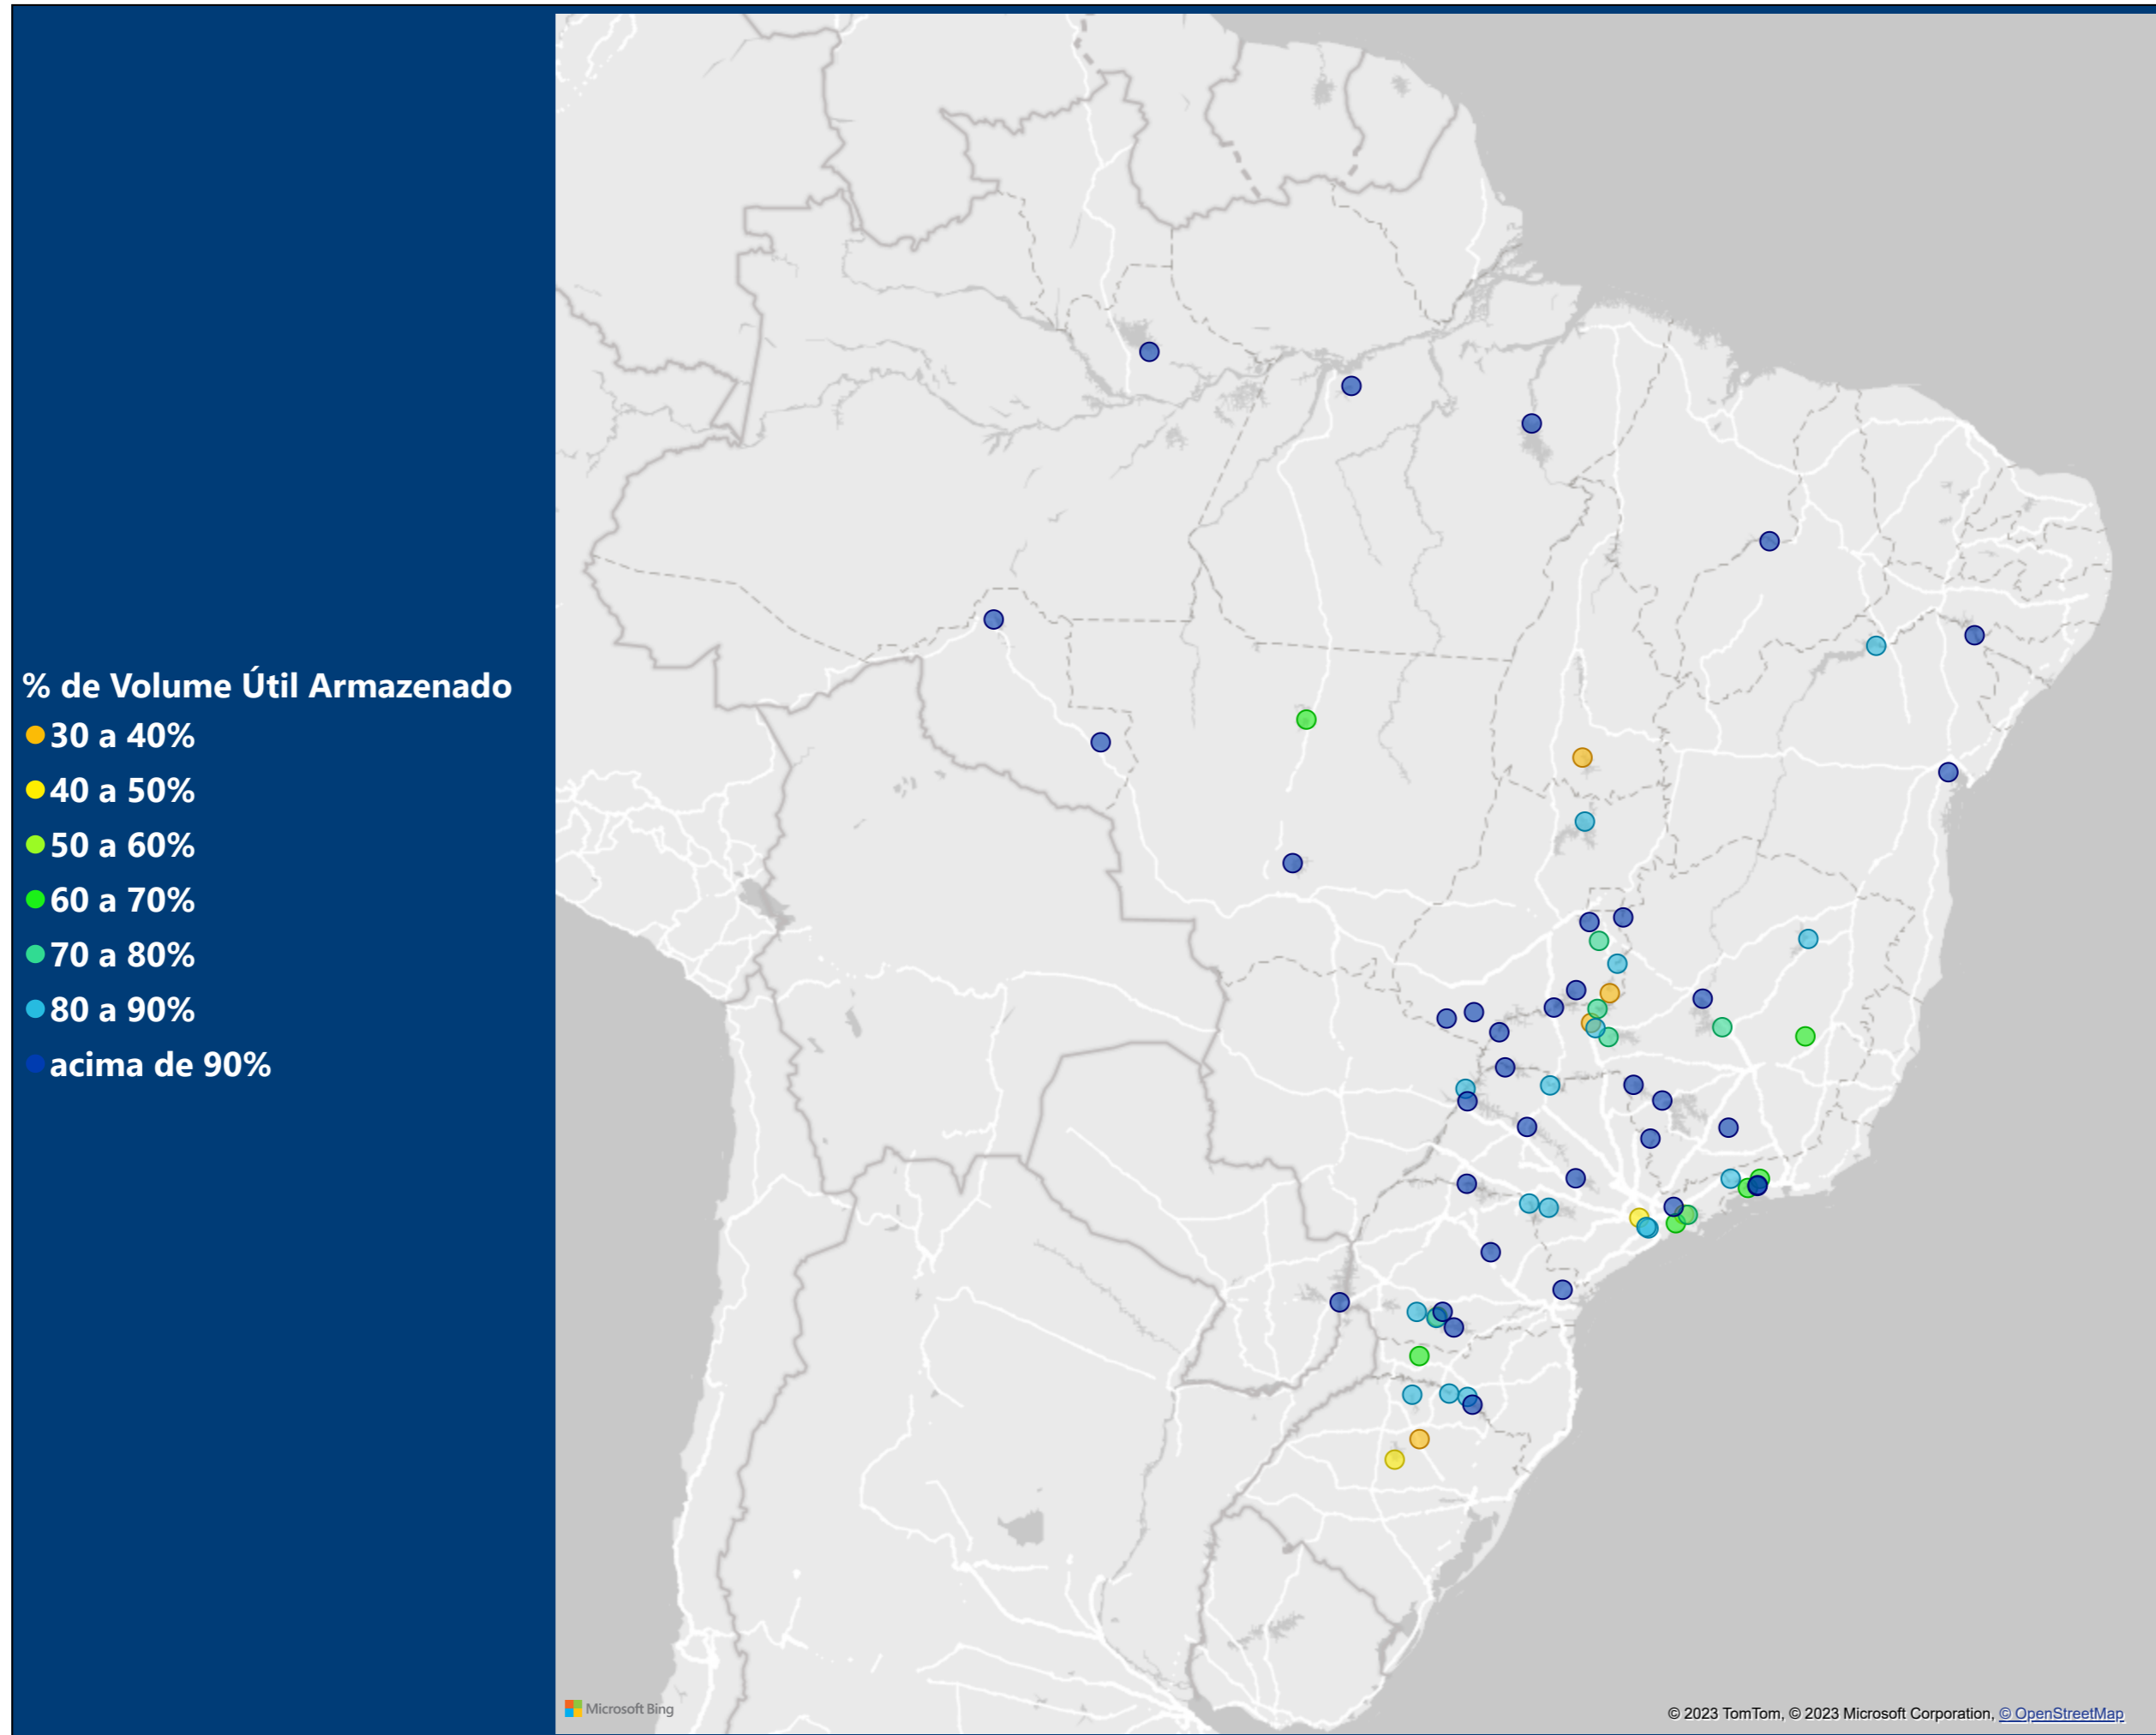 % de Volume Útil Armazenado
30 a 40%
40 a 50%
50 a 60%
60 a 70%
70 a 80%
80 a 90%
acima de 90%
Microsoft Bing
© 2023 TomTom, © 2023 Microsoft Corporation, © OpenStreetMap